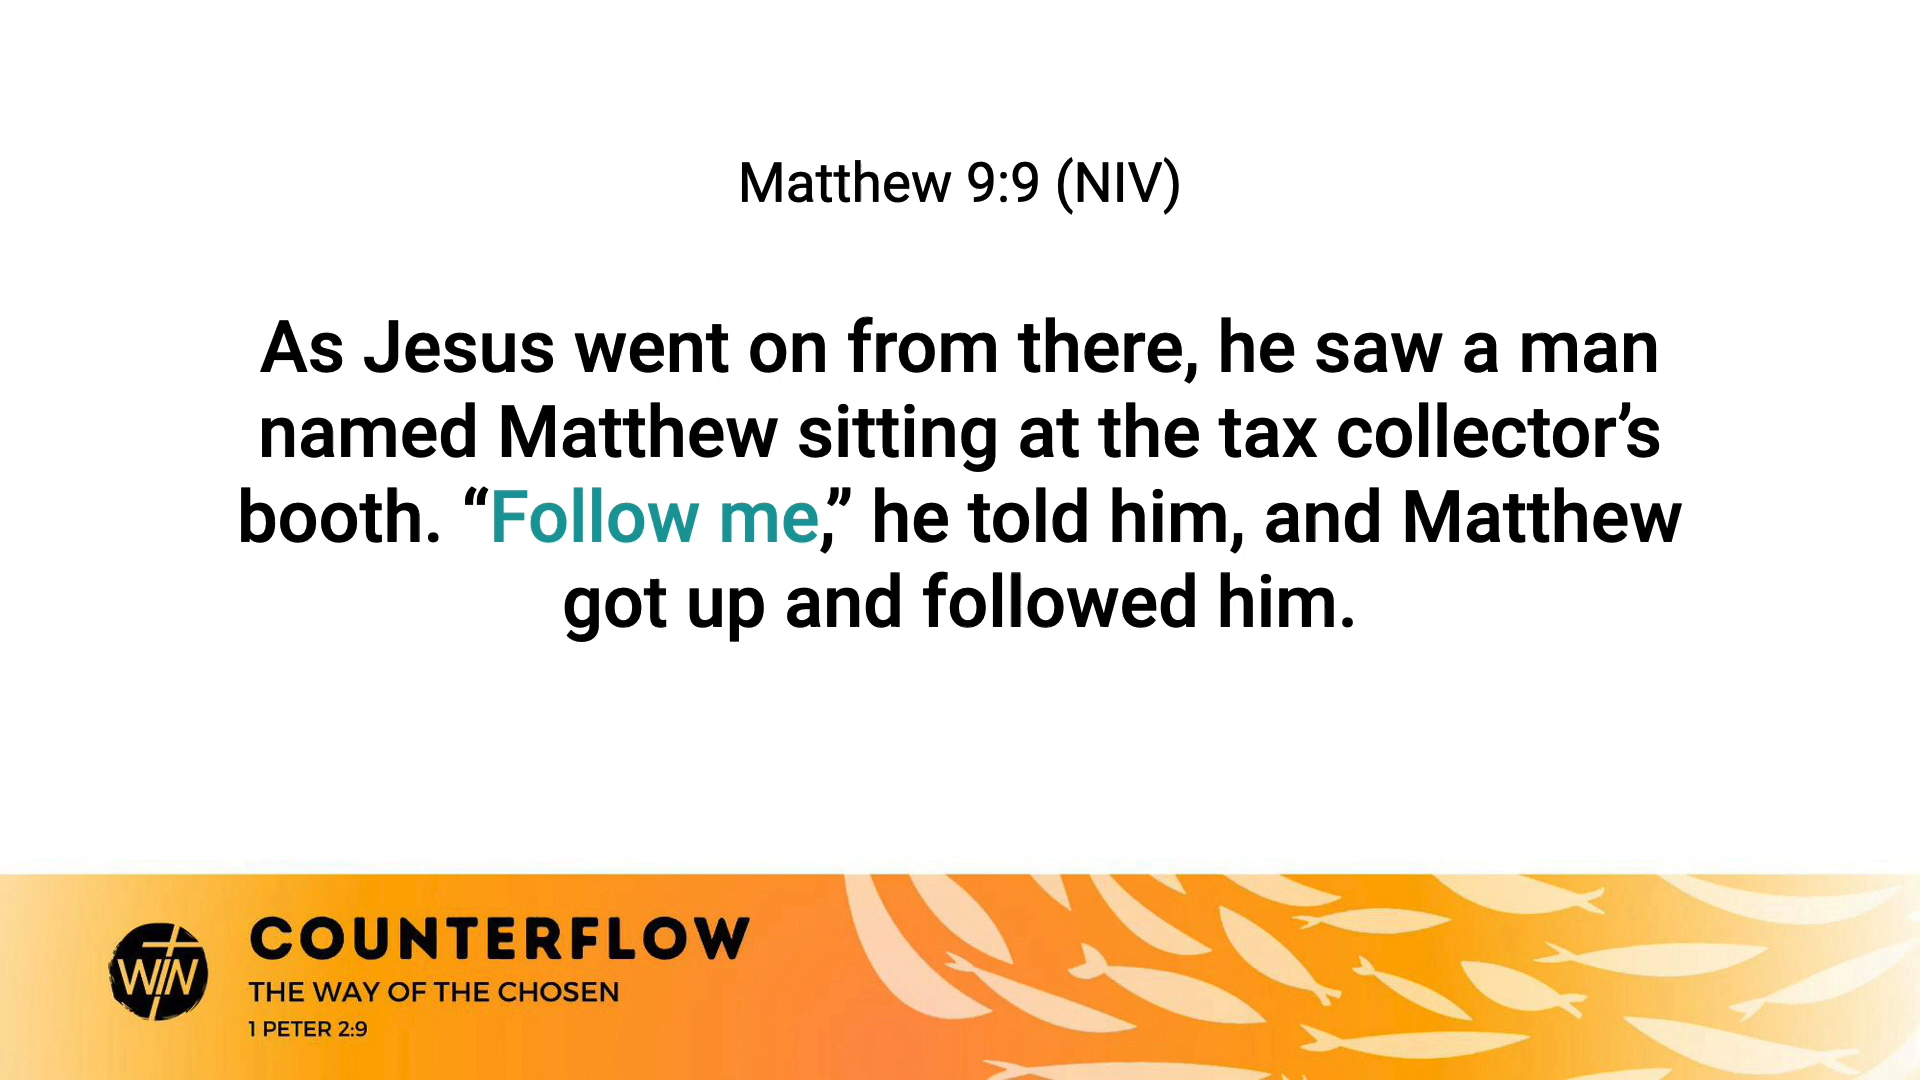 Matthew 9:9 (NIV)
As Jesus went on from there, he saw a man
named Matthew sitting at the tax collector’s
booth. “Follow me,” he told him, and Matthew
got up and followed him.
WIN
COUNTERFLOW
THE WAY OF THE CHOSEN
1 PETER 2:9